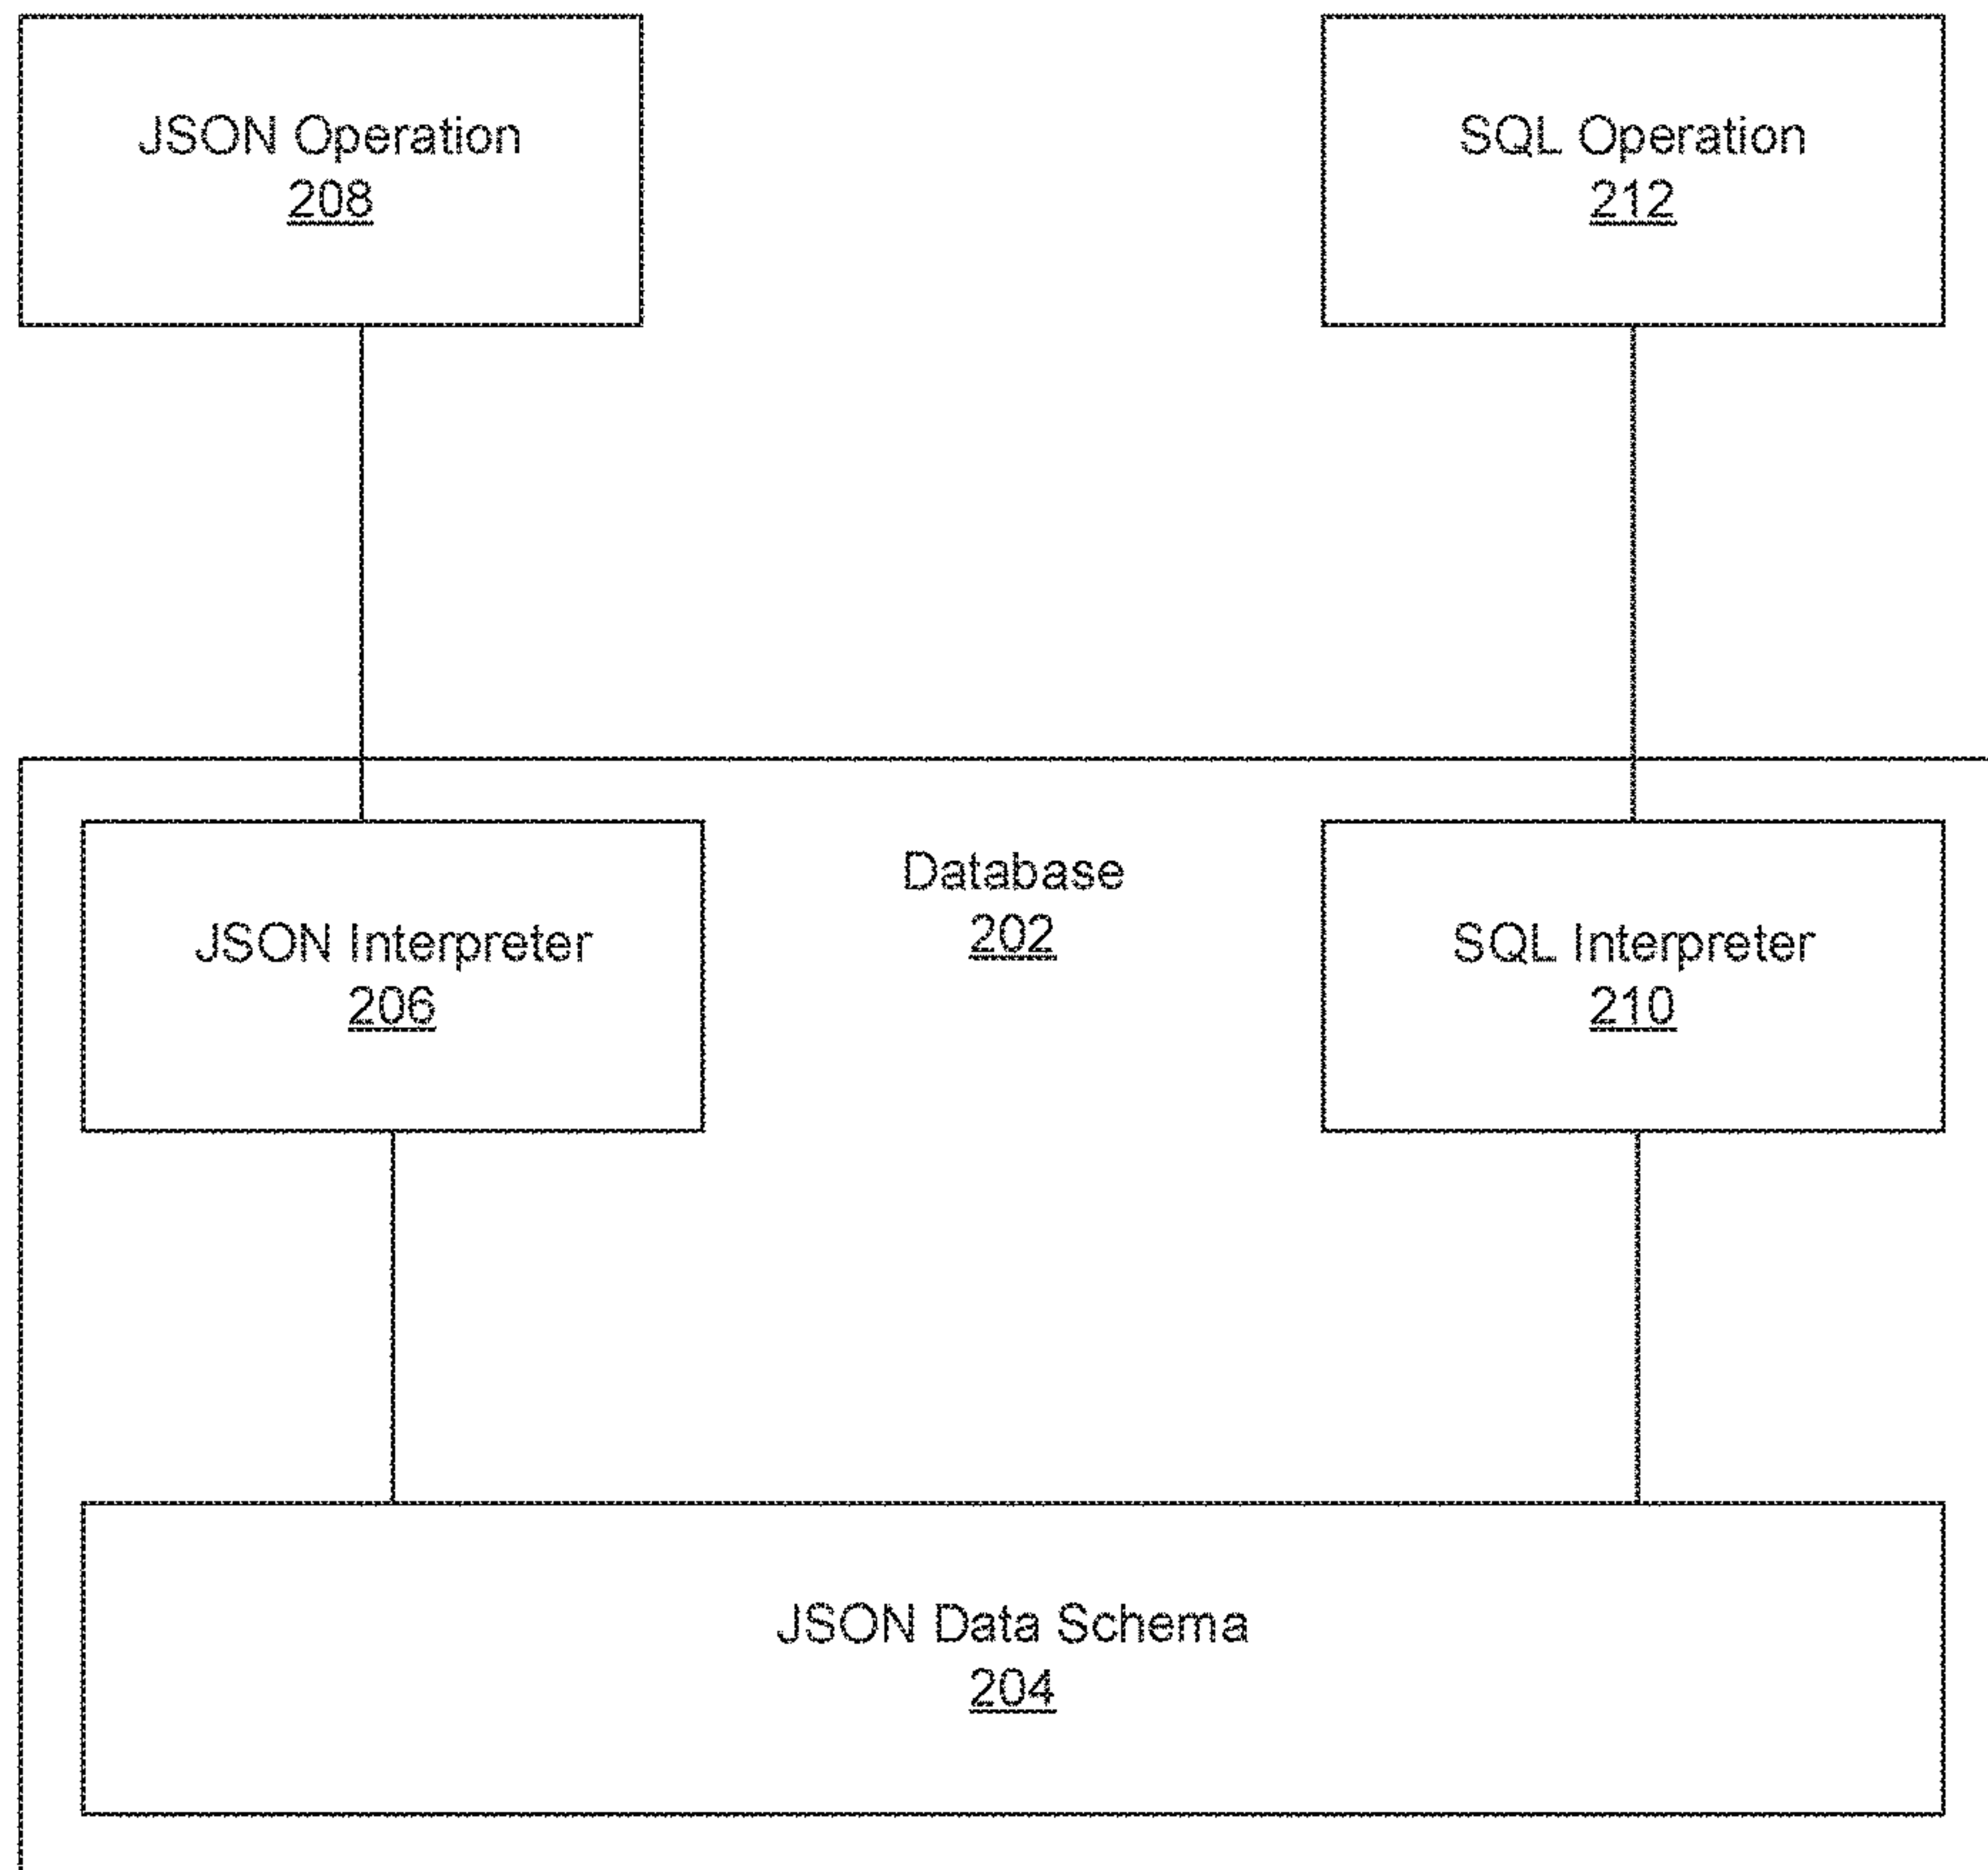 JSON Operation
208
SQL Operation
212
Database
202
JSON Interpreter
206
SQL Interpreter
210
JSON Data Schema
204